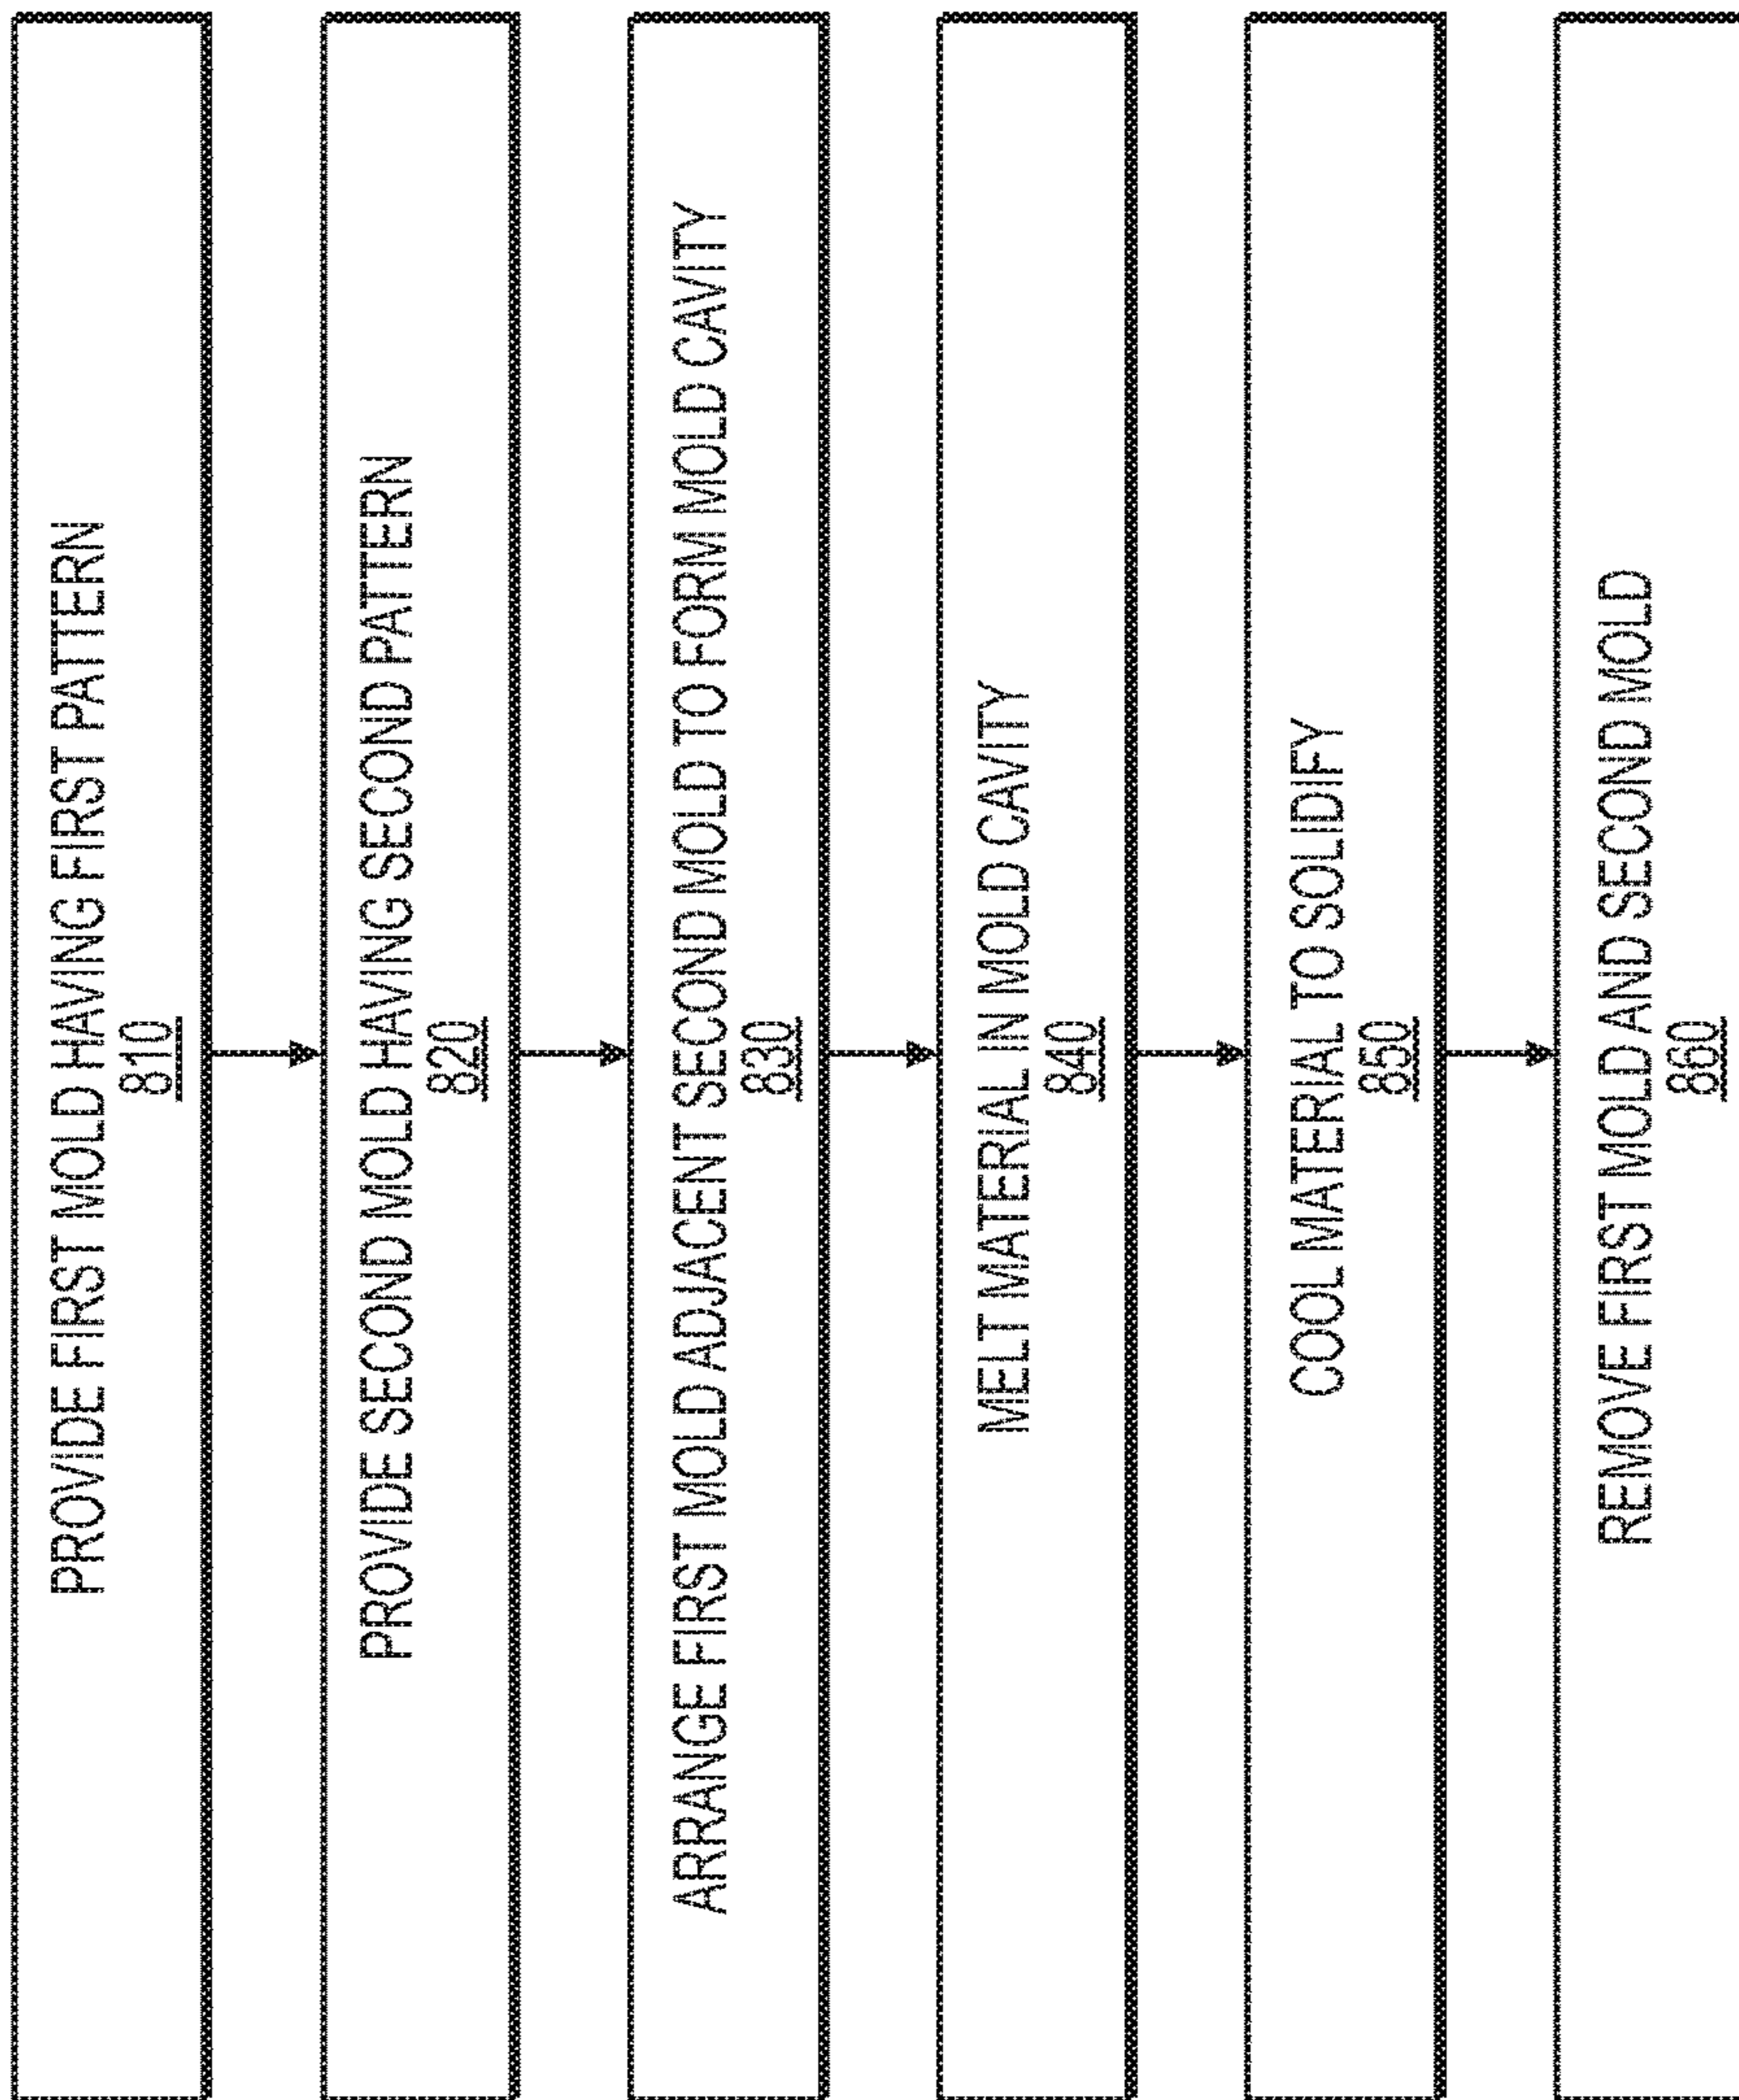 PROVIDE FIRST MOLD HAVING FIRST PATTERN
810
PROVIDE SECOND MOLD HAVING SECOND PATTERN
820
ARRANGE FIRST MOLD ADJACENT SECOND MOLD TO FORM MOLD CAVITY
830
MELT MATERIAL IN MOLD CAVITY
840
COOL MATERIAL TO SOLIDIFY
850
REMOVE FIRST MOLD AND SECOND MOLD
860